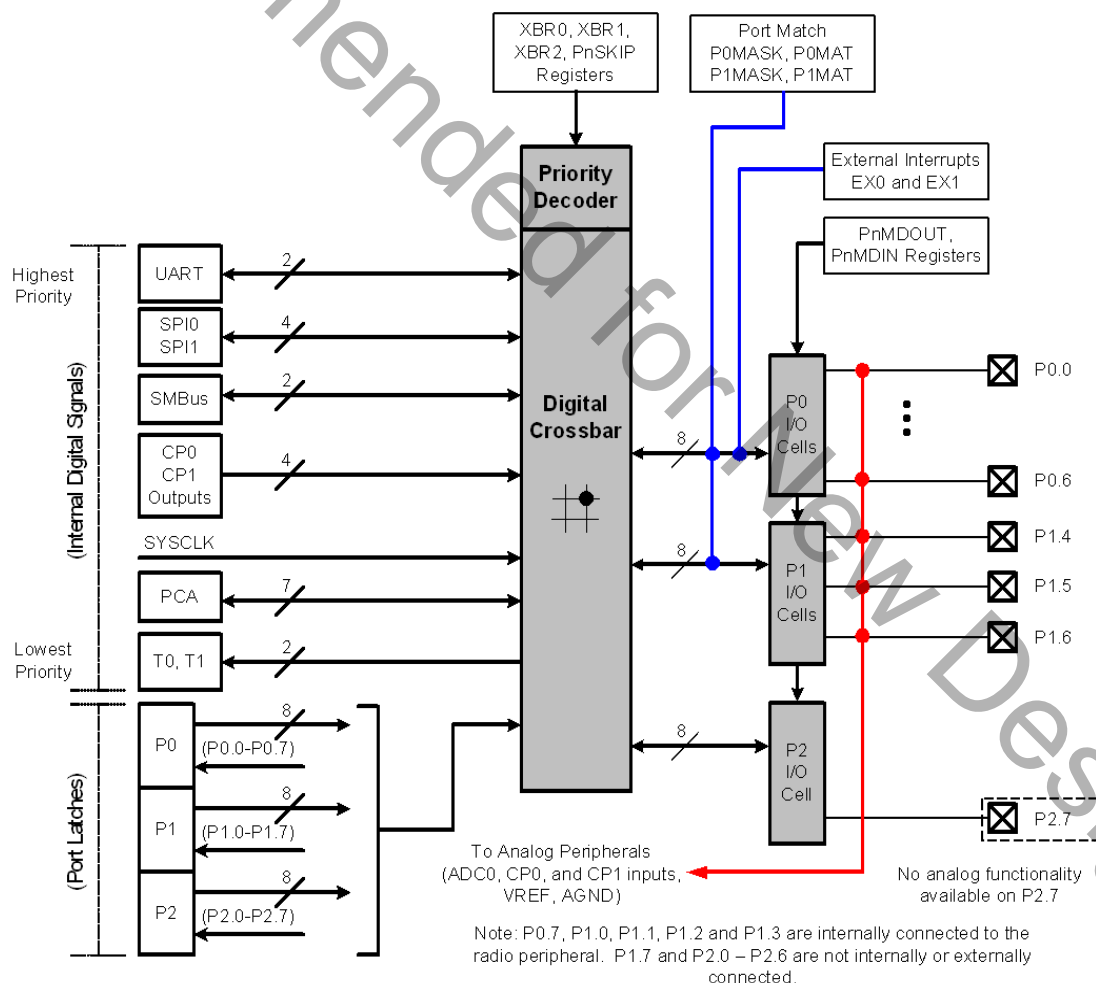 XBR0, XBR1,
XBR2, PnSKIP
Registers
Port Match
P0MASK, P0MAT
P1MASK, P1MAT
External Interrupts
EX0 and EX1
PnMDOUT,
PnMDIN Registers
Priority
Decoder
Digital
Crossbar
Highest
Priority
(Internal Digital Signals)
Lowest
Priority
UART
2
SPI0
SPI1
4
SMBus
2
CP0
CP1
Outputs
4
SYSCLK
PCA
7
T0, T1
2
(Port Latches)
P0
8
(P0.0-P0.7)
P1
8
(P1.0-P1.7)
P2
8
(P2.0-P2.7)
8
P0
I/O
Cells
8
P1
I/O
Cells
8
P2
I/O
Cell
P0.0
P0.6
P1.4
P1.5
P1.6
P2.7
To Analog Peripherals
(ADC0, CP0, and CP1 inputs,
VREF, AGND)
No analog functionality
available on P2.7
Note: P0.7, P1.0, P1.1, P1.2 and P1.3 are internally connected to the
radio peripheral. P1.7 and P2.0 – P2.6 are not internally or externally
connected.
mended for New Des